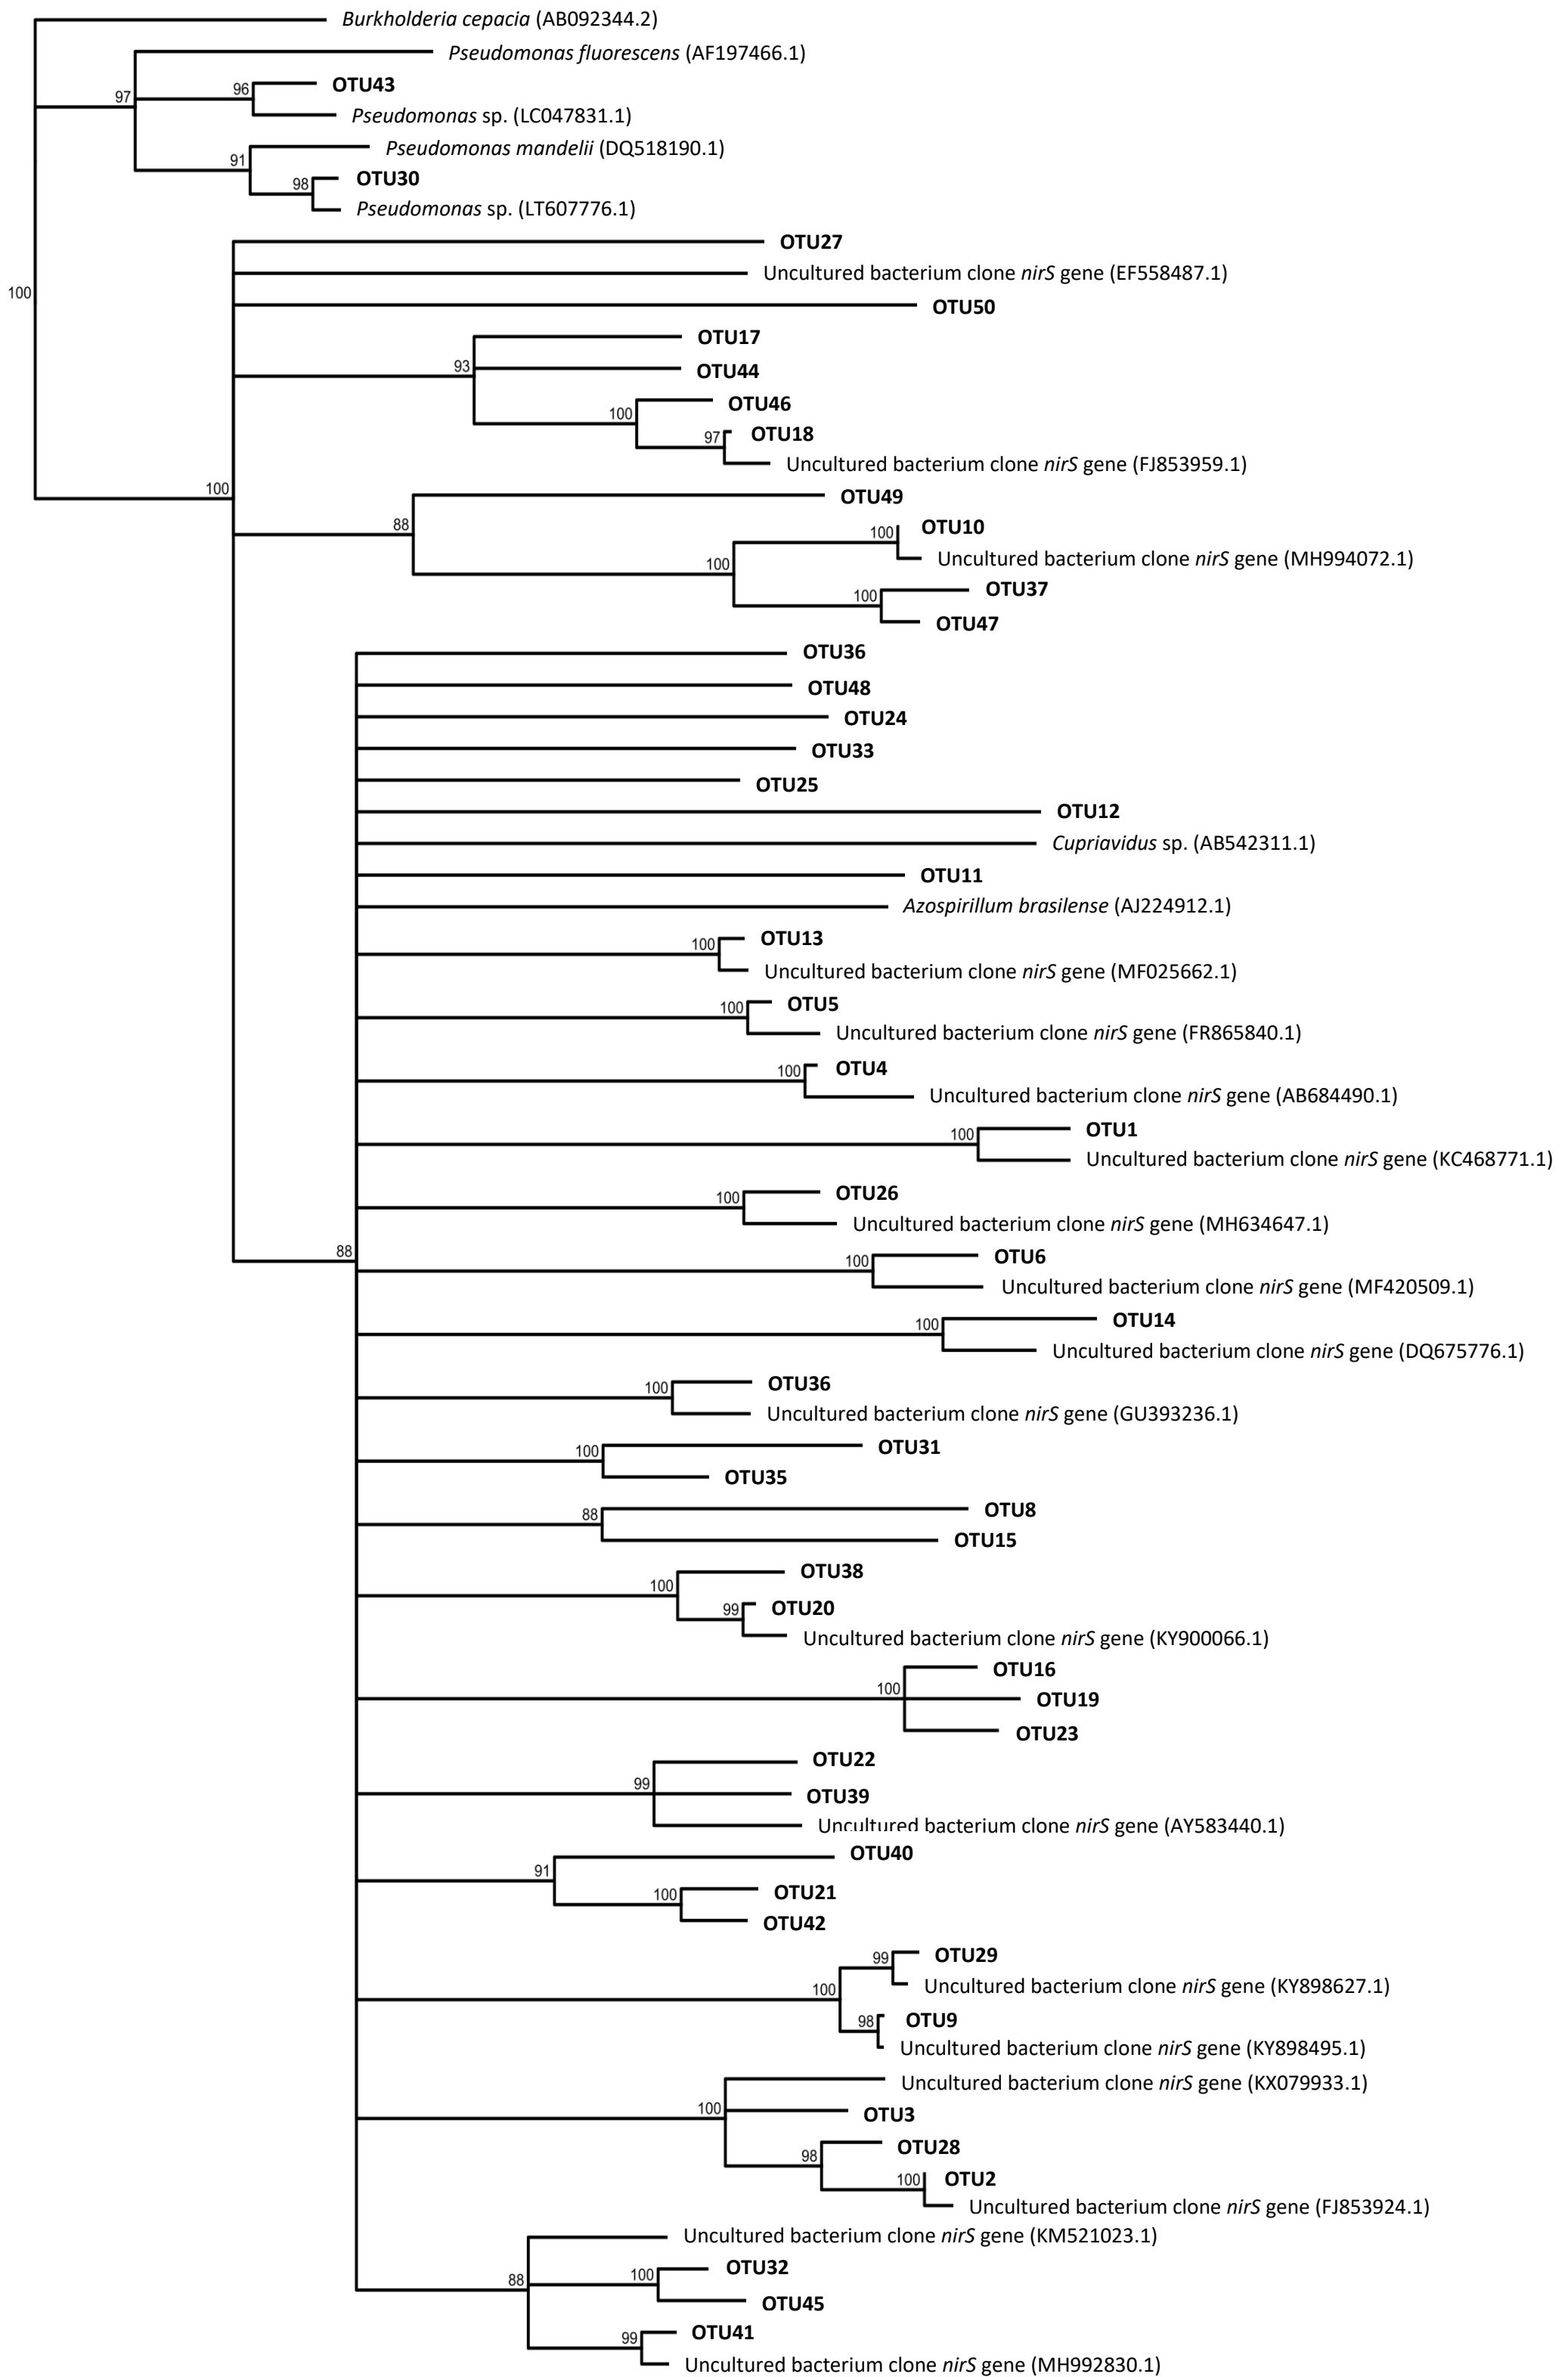 Burkholderia cepacia (AB092344.2)
Pseudomonas fluorescens (AF197466.1)
97
96
OTU43
Pseudomonas sp. (LC047831.1)
Pseudomonas mandelii (DQ518190.1)
91
98
OTU30
Pseudomonas sp. (LT607776.1)
OTU27
Uncultured bacterium clone nirS gene (EF558487.1)
100
OTU50
OTU17
93
OTU44
OTU46
100
97
OTU18
Uncultured bacterium clone nirS gene (FJ853959.1)
100
OTU49
88
100
OTU10
Uncultured bacterium clone nirS gene (MH994072.1)
100
100
OTU37
OTU47
OTU36
OTU48
OTU24
OTU33
OTU25
OTU12
Cupriavidus sp. (AB542311.1)
OTU11
Azospirillum brasilense (AJ224912.1)
100
OTU13
Uncultured bacterium clone nirS gene (MF025662.1)
100
OTU5
Uncultured bacterium clone nirS gene (FR865840.1)
100
OTU4
Uncultured bacterium clone nirS gene (AB684490.1)
100
OTU1
Uncultured bacterium clone nirS gene (KC468771.1)
100
OTU26
Uncultured bacterium clone nirS gene (MH634647.1)
88
100
OTU6
Uncultured bacterium clone nirS gene (MF420509.1)
100
OTU14
Uncultured bacterium clone nirS gene (DQ675776.1)
100
OTU36
Uncultured bacterium clone nirS gene (GU393236.1)
100
OTU31
OTU35
88
OTU8
OTU15
OTU38
100
99
OTU20
Uncultured bacterium clone nirS gene (KY900066.1)
OTU16
100
OTU19
OTU23
OTU22
99
OTU39
Uncultured bacterium clone nirS gene (AY583440.1)
OTU40
91
100
OTU21
OTU42
99
OTU29
Uncultured bacterium clone nirS gene (KY898627.1)
100
98
OTU9
Uncultured bacterium clone nirS gene (KY898495.1)
Uncultured bacterium clone nirS gene (KX079933.1)
100
OTU3
98
OTU28
100
OTU2
Uncultured bacterium clone nirS gene (FJ853924.1)
Uncultured bacterium clone nirS gene (KM521023.1)
88
100
OTU32
OTU45
99
OTU41
Uncultured bacterium clone nirS gene (MH992830.1)